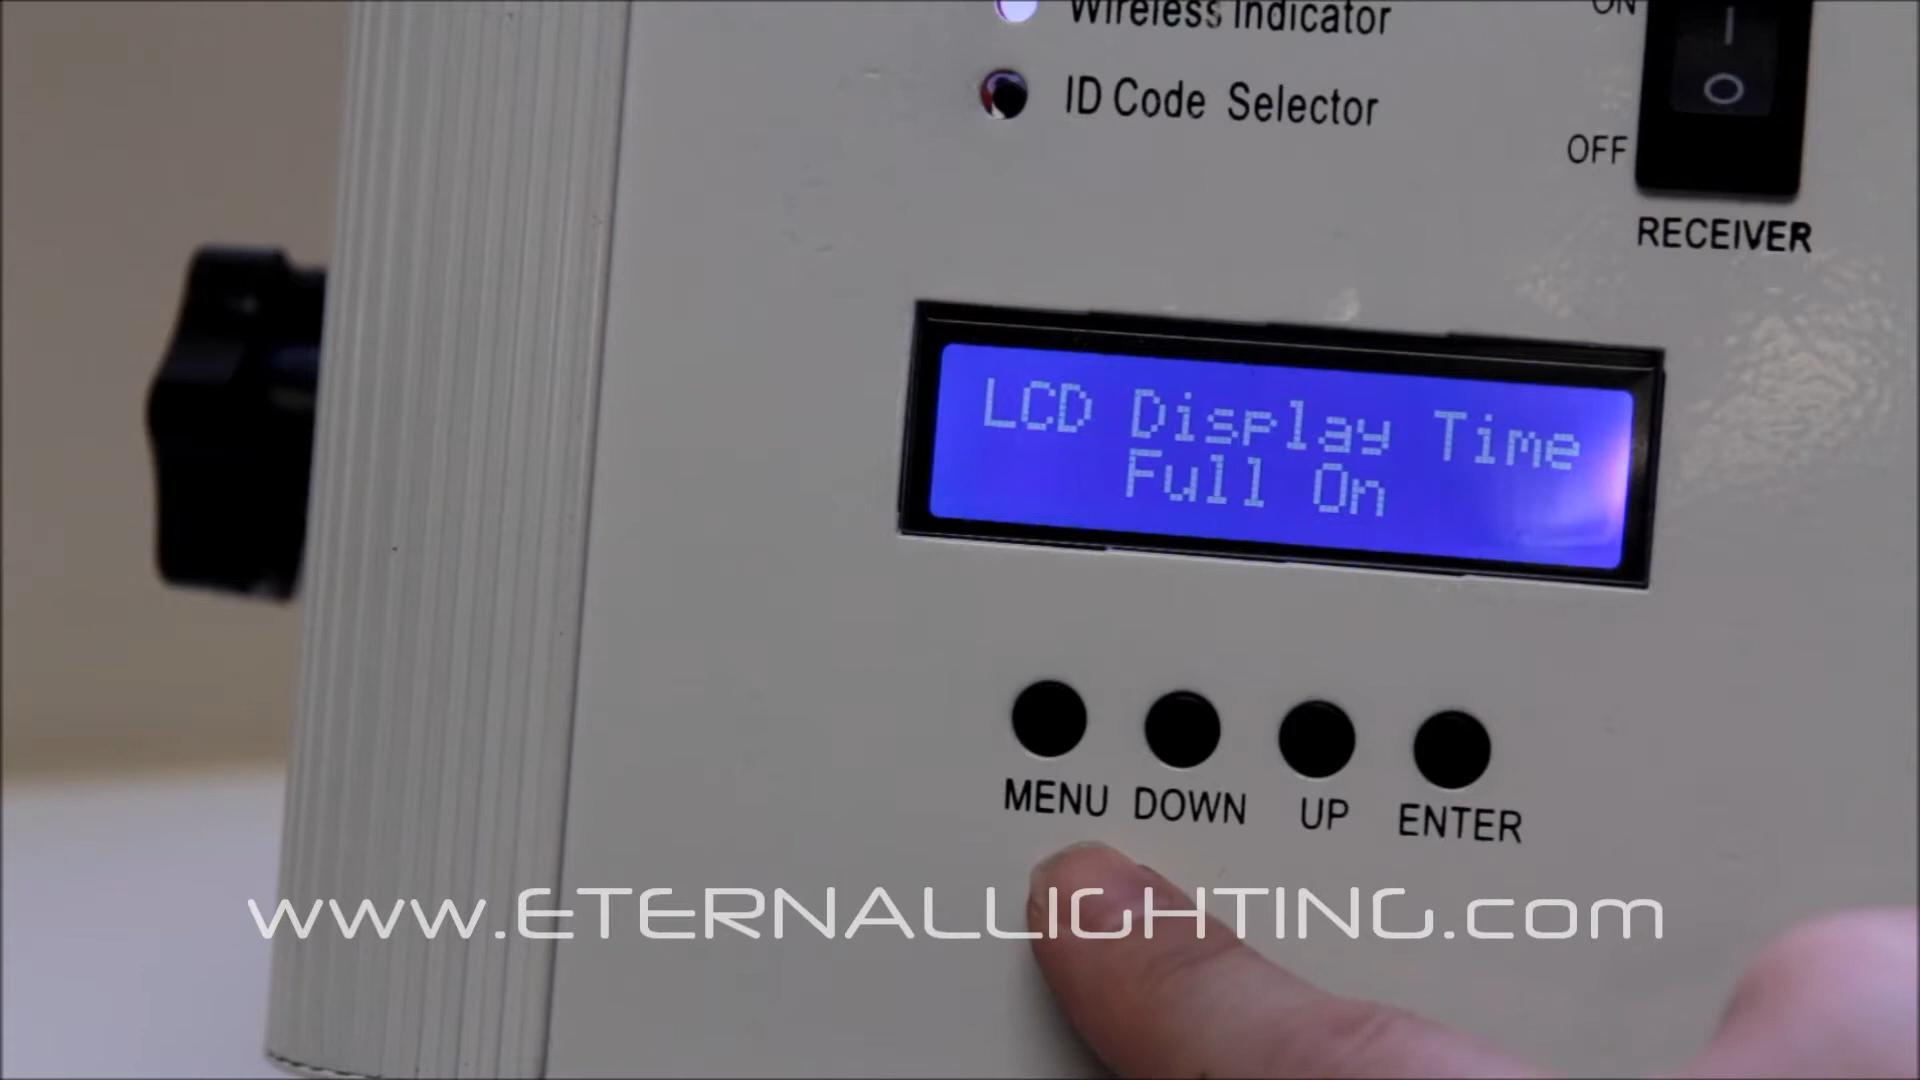 Wireless Indicator
ON
ID Code Selector
OFF
RECEIVER
LCD Display Time
Full On
MENU DOWN UP ENTER
www.ETERNALLIGHTING.com